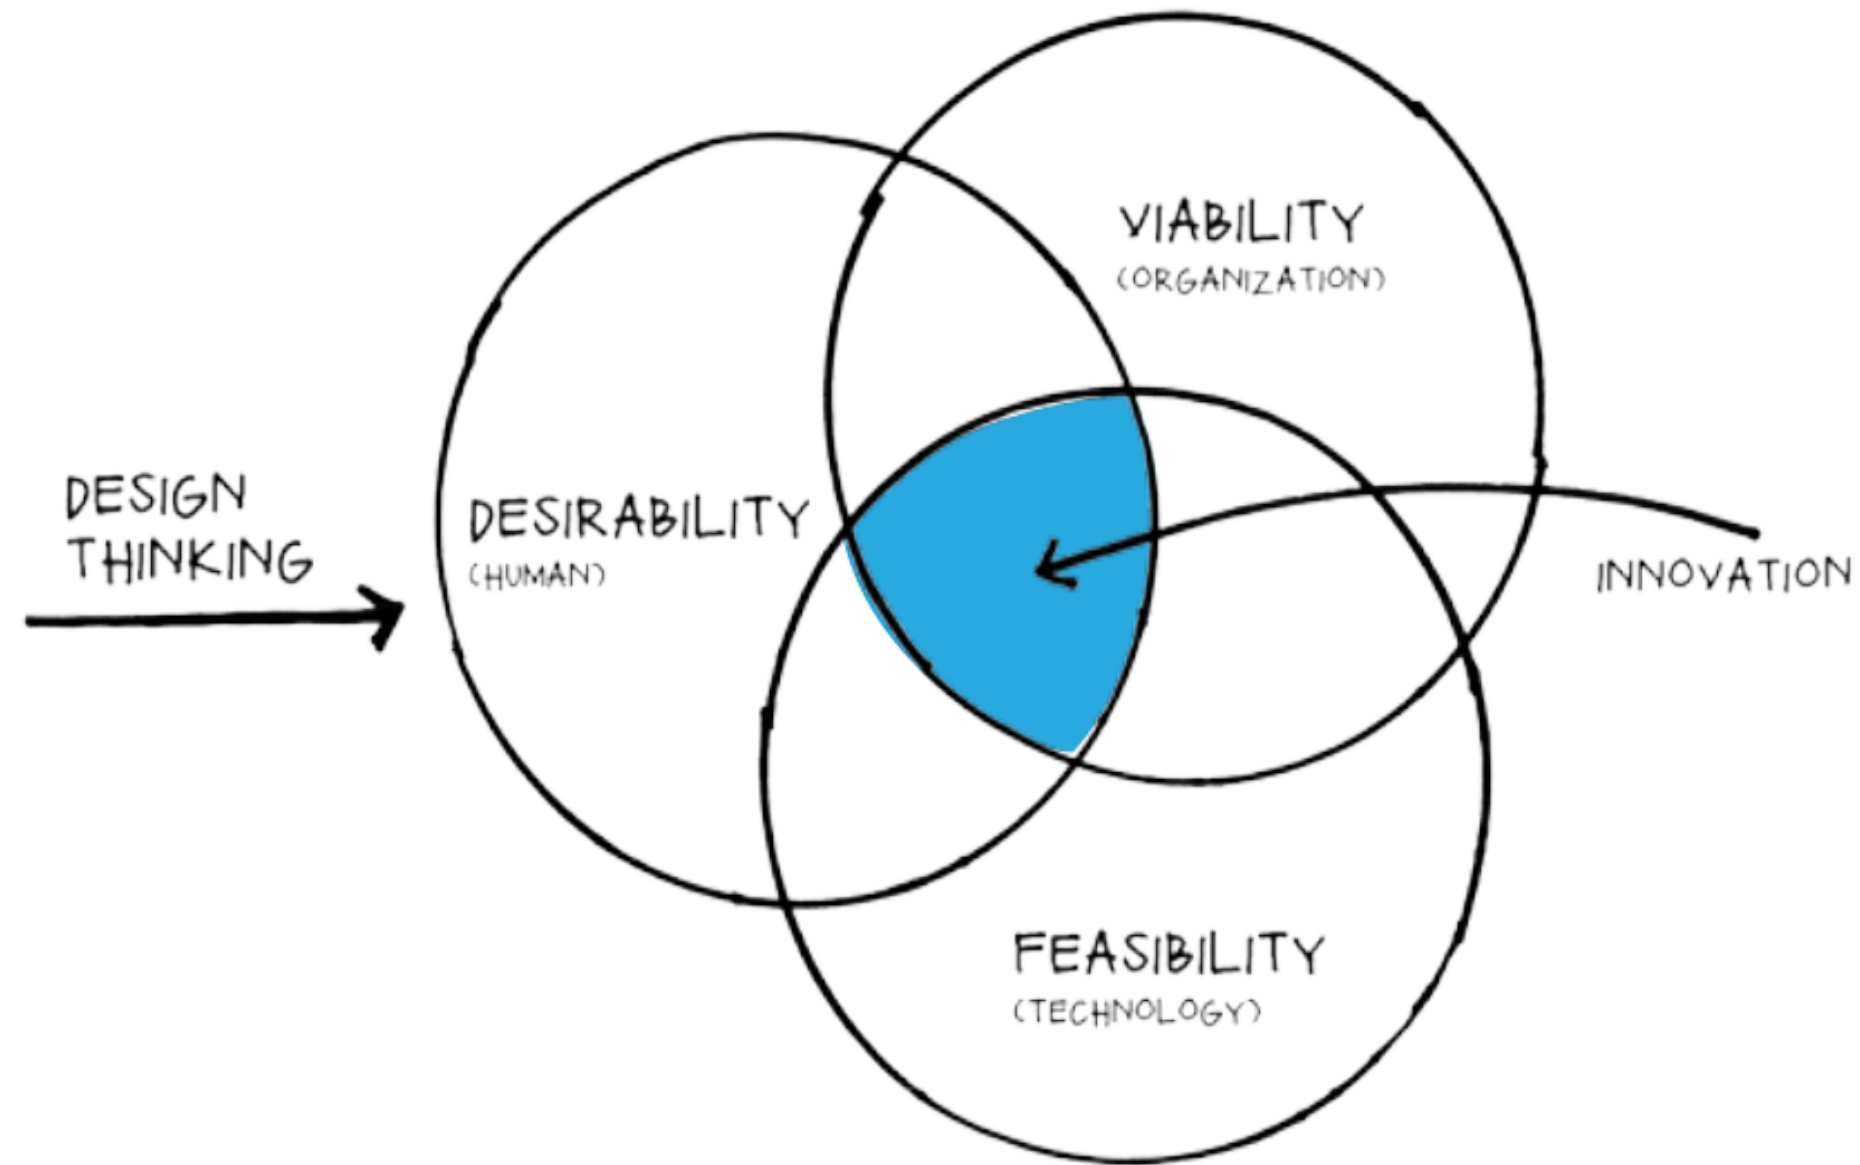 VIABILITY
(ORGANIZATION)
DESIGN
THINKING
DESIRABILITY
(HUMAN)
INNOVATION
FEASIBILITY
(TECHNOLOGY)